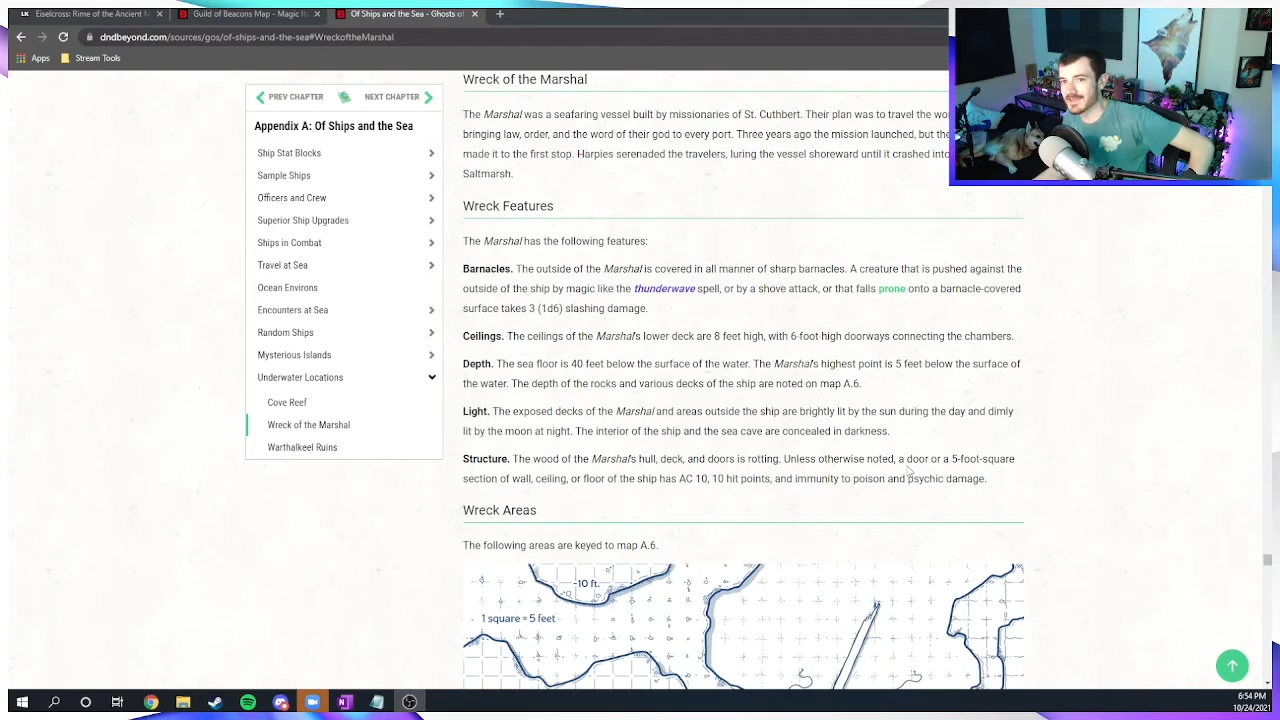 Eiselcross: Rime of the Ancient M
Guild of Beacons Map - Magic
Of Ships and the Sea - Ghosts of
dndbeyond.com/sources/gos/of-ships-and-the-sea#WreckoftheMarshal
Apps Stream Tools
PREV CHAPTER NEXT CHAPTER
Appendix A: Of Ships and the Sea
Ship Stat Blocks
Sample Ships
Officers and Crew
Superior Ship Upgrades
Ships in Combat
Travel at Sea
Ocean Environs
Encounters at Sea
Random Ships
Mysterious Islands
Underwater Locations
Cove Reef
Wreck of the Marshal
Warthalkeel Ruins
Wreck of the Marshal
The Marshal was a seafaring vessel built by missionaries of St. Cuthbert. Their plan was to travel the wo
bringing law, order, and the word of their god to every port. Three years ago the mission launched, but the
made it to the first stop. Harpies serenaded the travelers, luring the vessel shoreward until it crashed into
Saltmarsh.
Wreck Features
The Marshal has the following features:
Barnacles. The outside of the Marshal is covered in all manner of sharp barnacles. A creature that is pushed against the
outside of the ship by magic like the thunderwave spell, or by a shove attack, or that falls prone onto a barnacle-covered
surface takes 3 (1d6) slashing damage.
Ceilings. The ceilings of the Marshal's lower deck are 8 feet high, with 6-foot-high doorways connecting the chambers.
Depth. The sea floor is 40 feet below the surface of the water. The Marshal's highest point is 5 feet below the surface of
the water. The depth of the rocks and various decks of the ship are noted on map A.6.
Light. The exposed decks of the Marshal and areas outside the ship are brightly lit by the sun during the day and dimly
lit by the moon at night. The interior of the ship and the sea cave are concealed in darkness.
Structure. The wood of the Marshal's hull, deck, and doors is rotting. Unless otherwise noted, a door or a 5-foot-square
section of wall, ceiling, or floor of the ship has AC 10, 10 hit points, and immunity to poison and psychic damage.
Wreck Areas
The following areas are keyed to map A.6.
-10 ft.
1 square = 5 feet
6:54 PM
10/24/2021